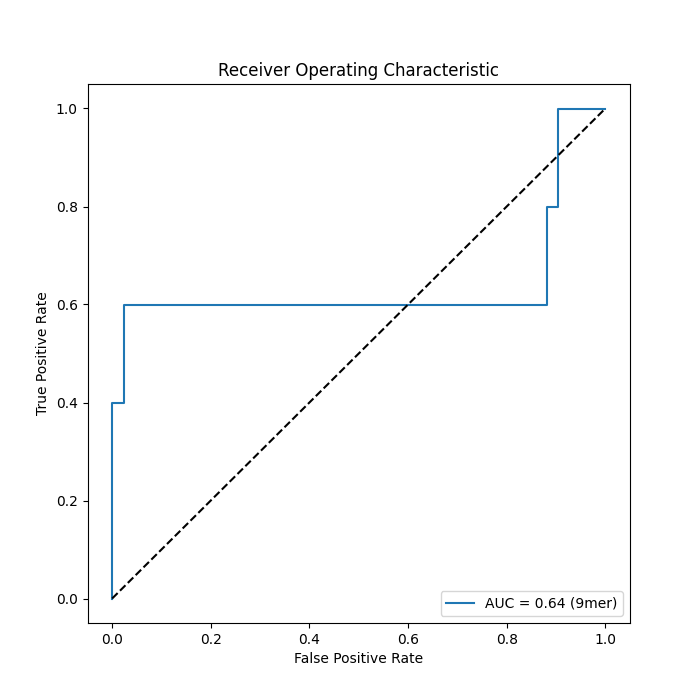 Receiver Operating Characteristic
True Positive Rate
1.0
0.8
0.6
0.4
0.2
0.0
AUC = 0.64 (9mer)
0.0 0.2 0.4 0.6 0.8 1.0
False Positive Rate